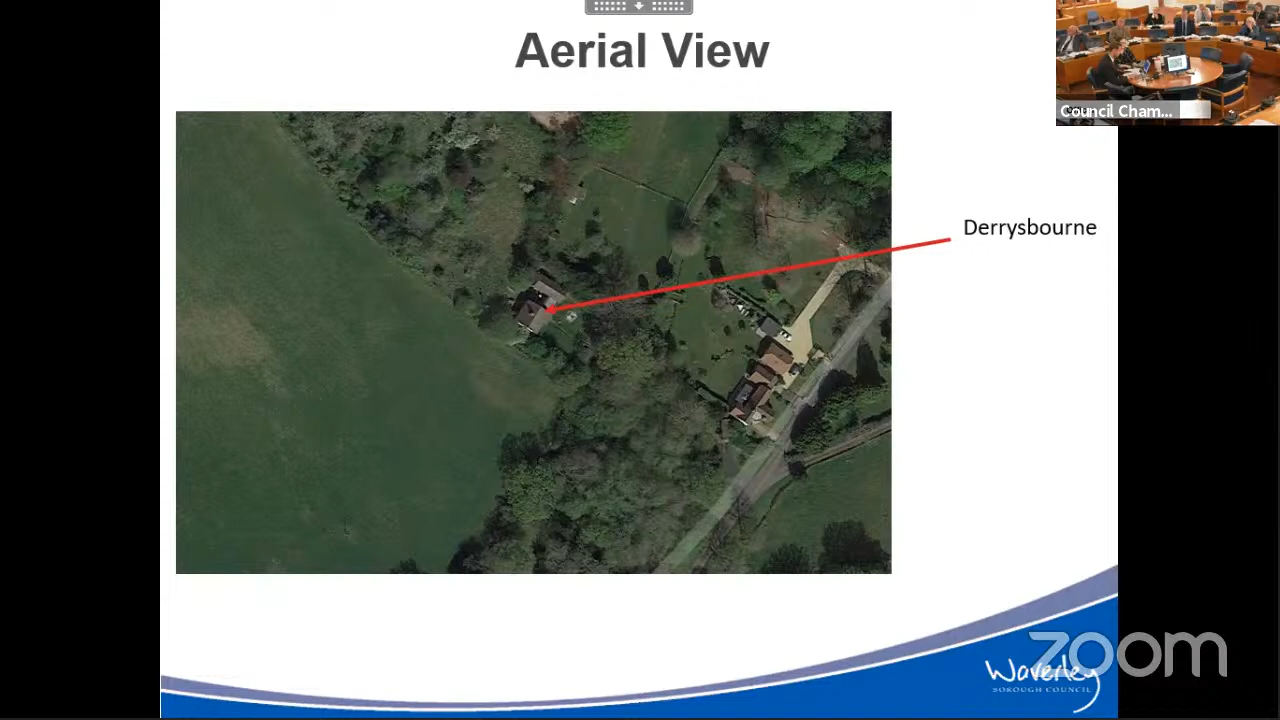 Aerial View
Council Cham...
Derrysbourne
zoom
Waverley
BOROUGH COUNCIL